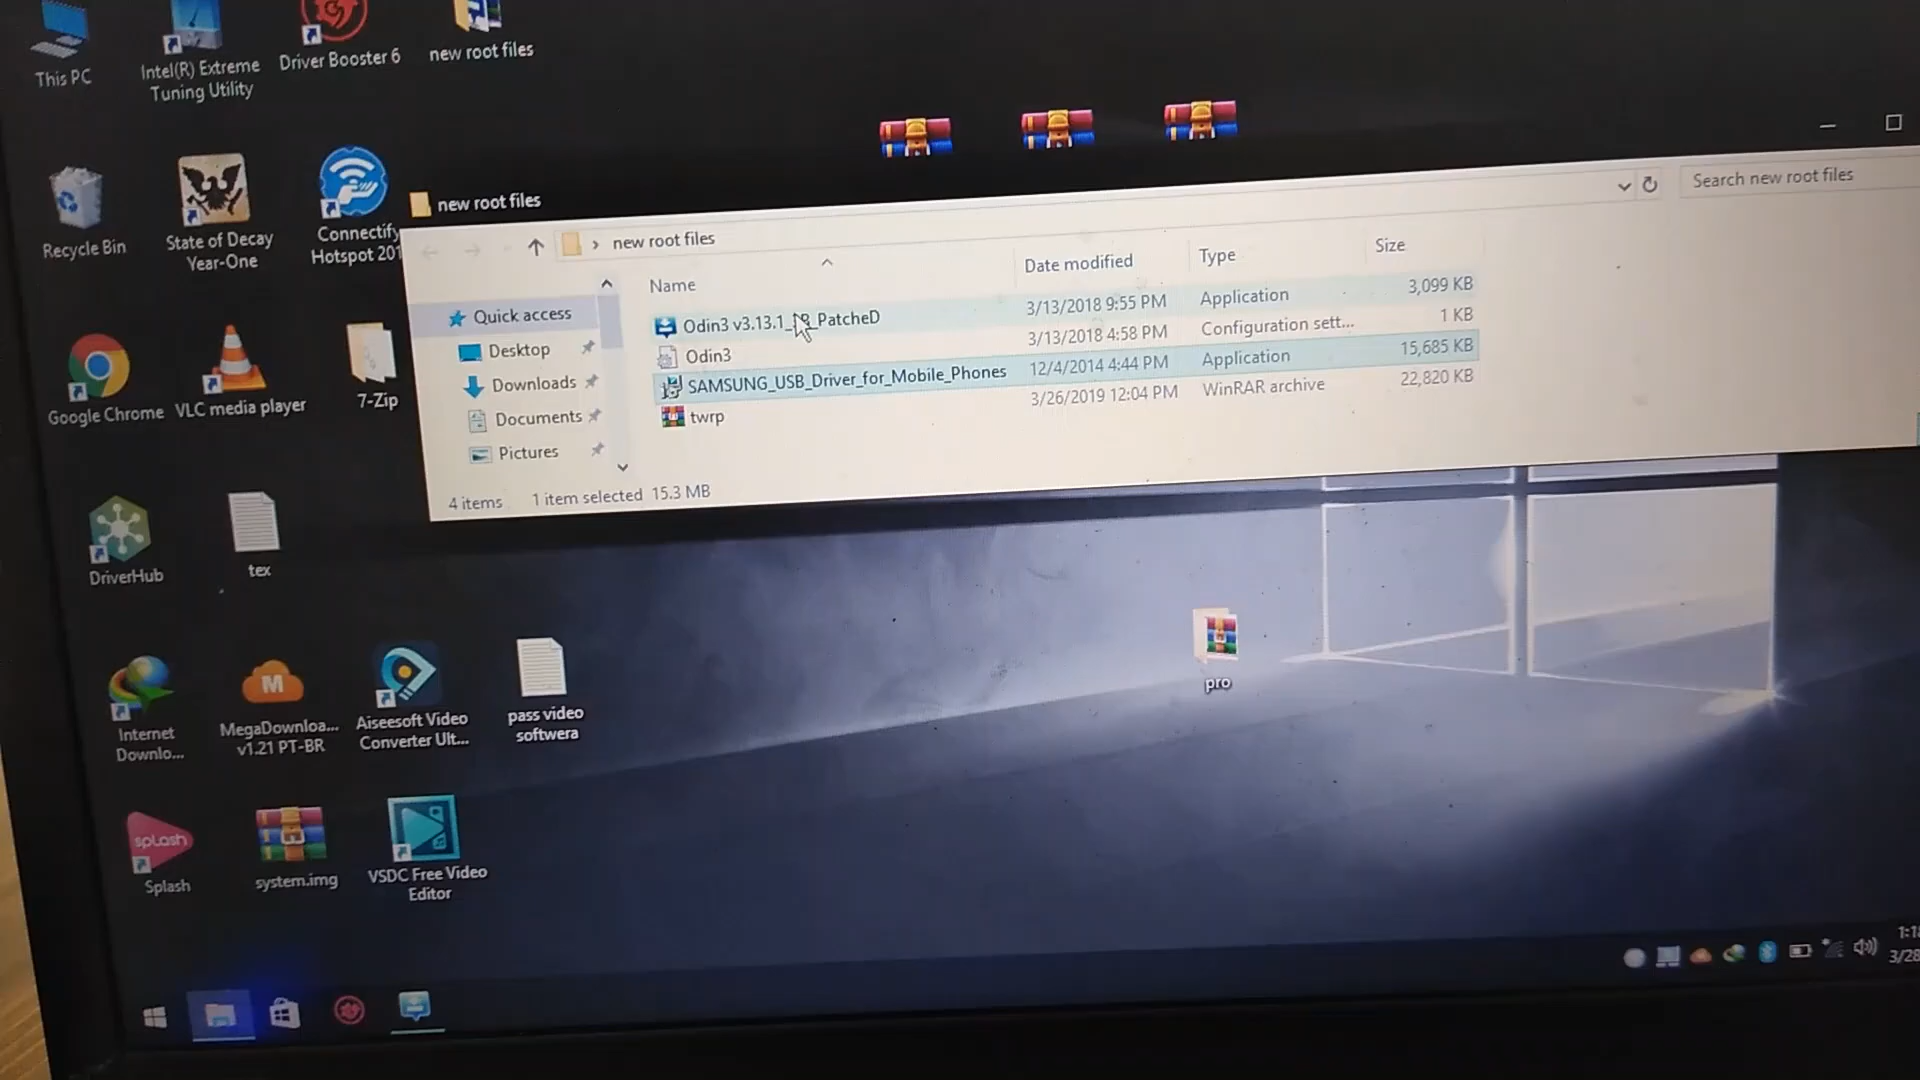 This PC
Intel(R) Extreme
Tuning Utility
Driver Booster 6
new root files
Recycle Bin
State of Decay
Year-One
Connectify
Hotspot 201
Google Chrome
VLC media player
7-Zip
DriverHub
tex
Internet
Downlo...
MegaDownloa...
v1.21 PT-BR
Aiseesoft Video
Converter Ult...
pass video
softwera
Splash
splash
system.img
VSDC Free Video
Editor
pro
new root files
new root files
Search new root files
Name
Date modified
Type
Size
Odin3 v3.13.1_ _PatcheD
3/13/2018 9:55 PM
Application
3,099 KB
Odin3
3/13/2018 4:58 PM
Configuration sett...
1 KB
SAMSUNG_USB_Driver_for_Mobile_Phones
12/4/2014 4:44 PM
Application
15,685 KB
twrp
3/26/2019 12:04 PM
WinRAR archive
22,820 KB
Quick access
Desktop
Downloads
Documents
Pictures
4 items
1 item selected 15.3 MB